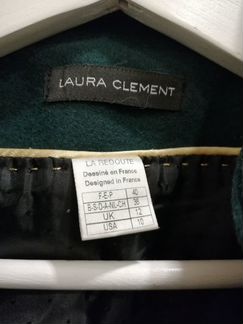 LAURA CLEMENT
LA REDOUTE
Dessiné en France
Designed in France
F-E-P 40
B-S-D-A-NL-CH 38
UK 12
USA 10